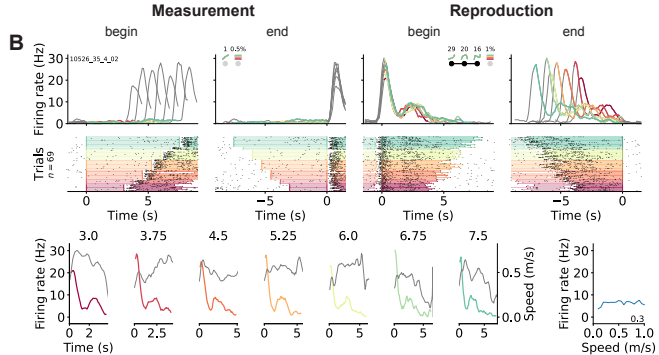 Measurement Reproduction
begin end begin end
B
10526_35_4_02
1 0.5%
29 20 16 1%
Firing rate (Hz)
30
20
10
0
Trials
n = 69
0 5
−5 0
0 5
−5 0
Time (s) Time (s) Time (s) Time (s)
3.0 3.75 4.5 5.25 6.0 6.75 7.5
Firing rate (Hz)
30
20
10
0
0 2
0.0 2.5
0 5
0 5
0 5
0 5
0 5
Time (s)
0.5
0.0
Speed (m/s)
Firing rate (Hz)
30
20
10
0
0.3
0.0 0.5 1.0
Speed (m/s)